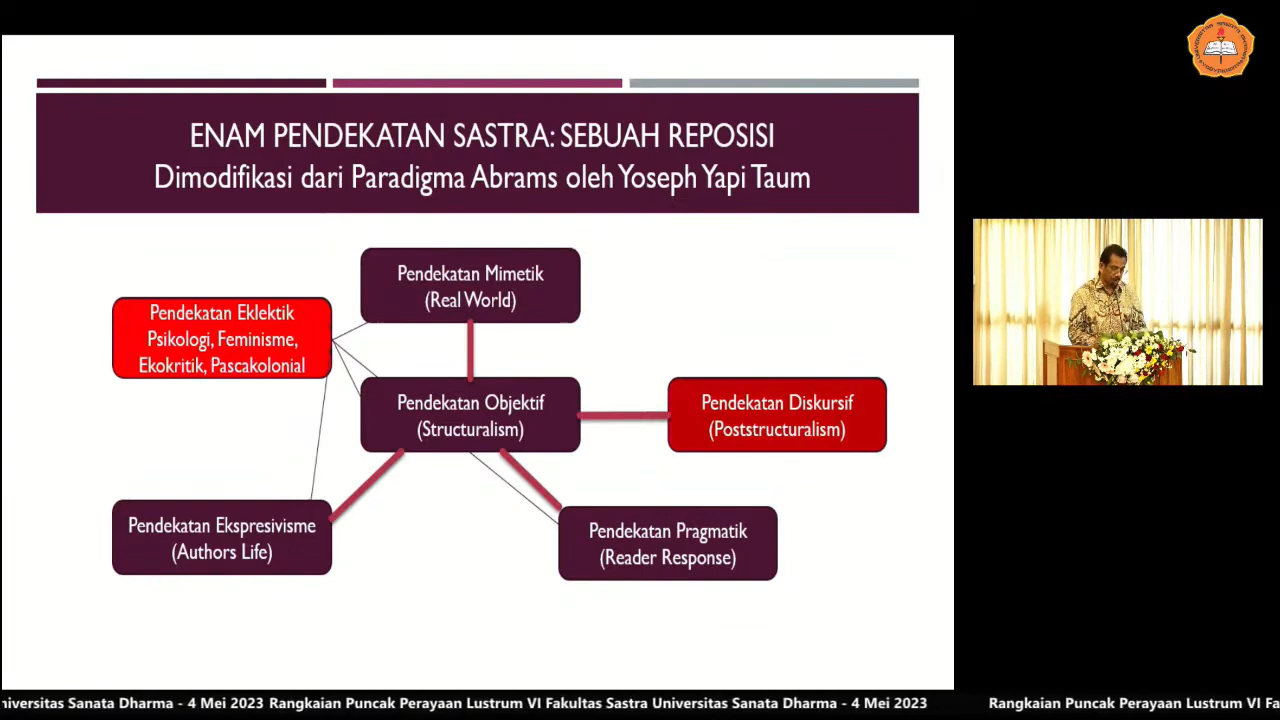 ENAM PENDEKATAN SASTRA: SEBUAH REPOSISI
Dimodifikasi dari Paradigma Abrams oleh Yoseph Yapi Taum
Pendekatan Mimetik
(Real World)
Pendekatan Eklektik
Psikologi, Feminisme,
Ekokritik, Pascakolonial
Pendekatan Objektif
(Structuralism)
Pendekatan Diskursif
(Poststructuralism)
Pendekatan Ekspresivisme
(Authors Life)
Pendekatan Pragmatik
(Reader Response)
niversitas Sanata Dharma - 4 Mei 2023 Rangkaian Puncak Perayaan Lustrum VI Fakultas Sastra Universitas Sanata Dharma - 4 Mei 2023
Rangkaian Puncak Perayaan Lustrum VI Fa